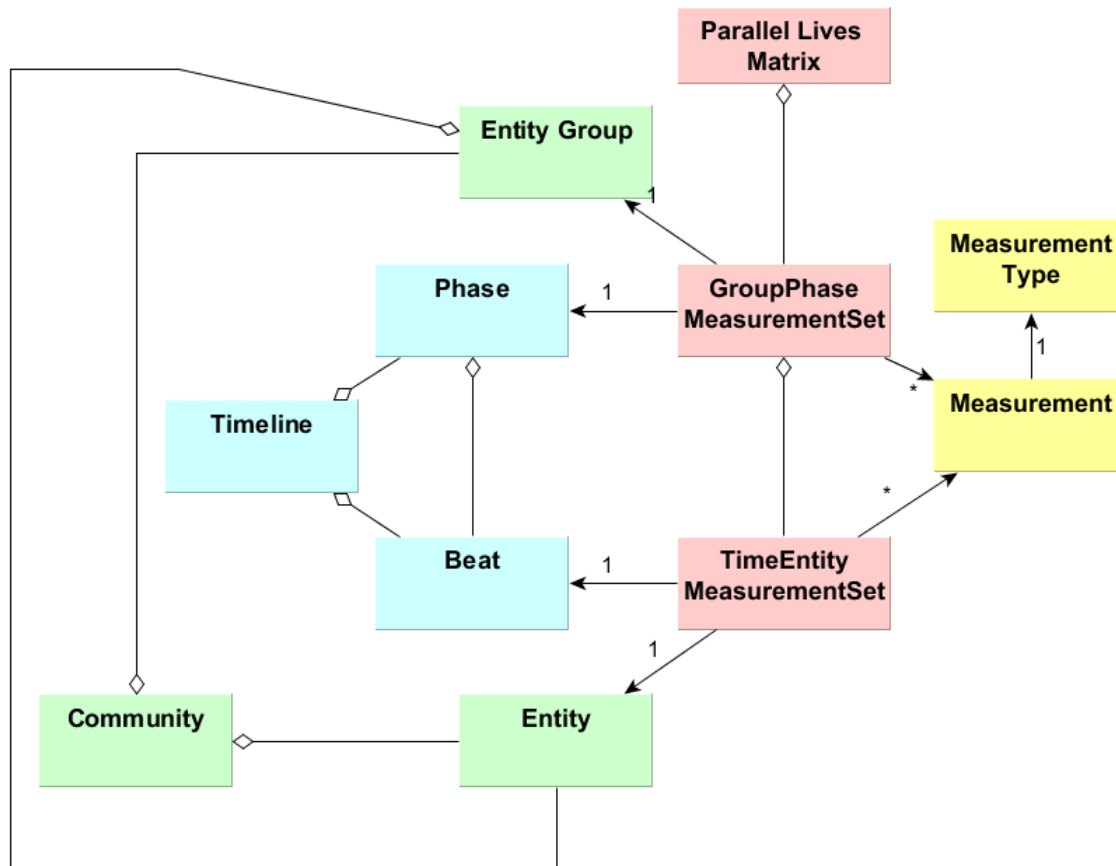 Parallel Lives
Matrix
Entity Group
1
Measurement
Type
Phase
1
GroupPhase
MeasurementSet
1
*
Measurement
Timeline
*
Beat
1
TimeEntity
MeasurementSet
1
Community
Entity